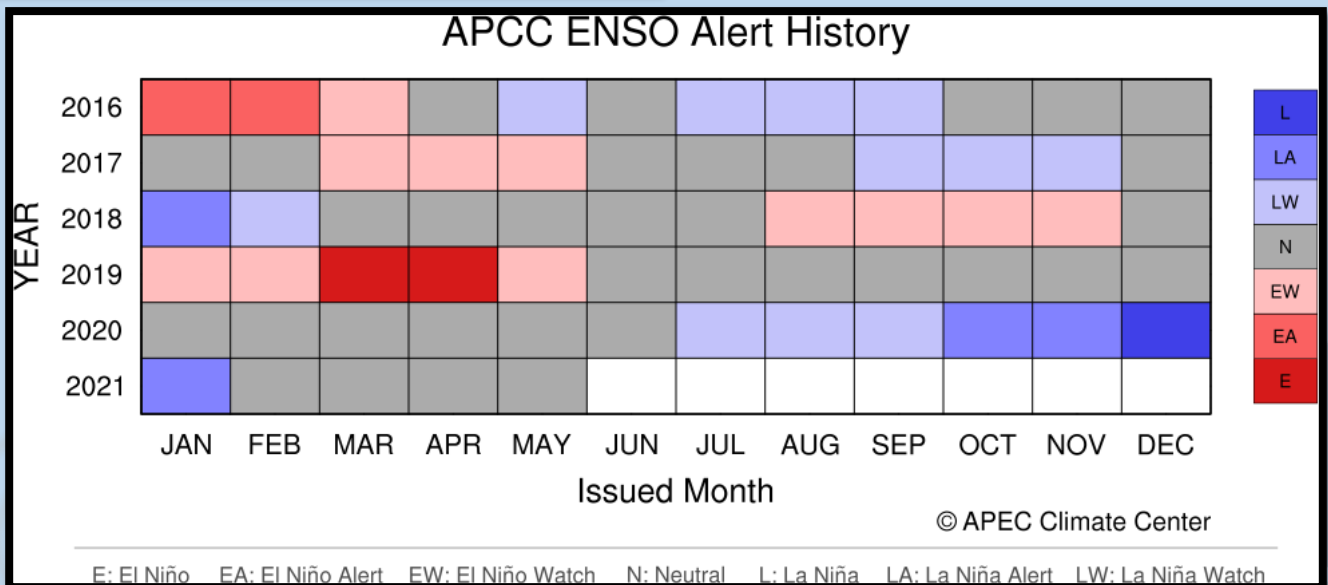 APCC ENSO Alert History
YEAR
2016
2017
2018
2019
2020
2021
JAN FEB MAR APR MAY JUN JUL AUG SEP OCT NOV DEC
Issued Month
© APEC Climate Center
L
LA
LW
N
EW
EA
E
E: El Niño EA: El Niño Alert EW: El Niño Watch N: Neutral L: La Niña LA: La Niña Alert LW: La Niña Watch